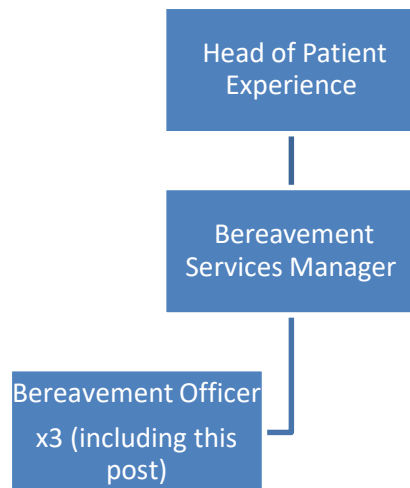 Head of Patient
Experience
Bereavement
Services Manager
Bereavement Officer
x3 (including this
post)